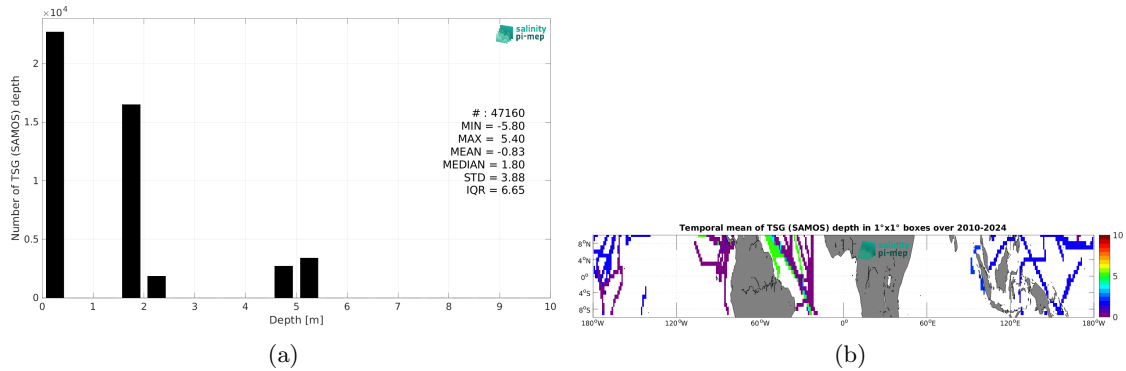 ×10⁴
salinity
pi-mep
2
1.5
1
0.5
0
Number of TSG (SAMOS) depth
# : 47160
MIN = -5.80
MAX = 5.40
MEAN = -0.83
MEDIAN = 1.80
STD = 3.88
IQR = 6.65
0 1 2 3 4 5 6 7 8 9 10
Depth [m]
(a)
Temporal mean of TSG (SAMOS) depth in 1°x1° boxes over 2010-2024
salinity
pi-mep
8°N
4°N
0°
4°S
8°S
180°W 120°W 60°W 0° 60°E 120°E 180°W
10
5
0
(b)